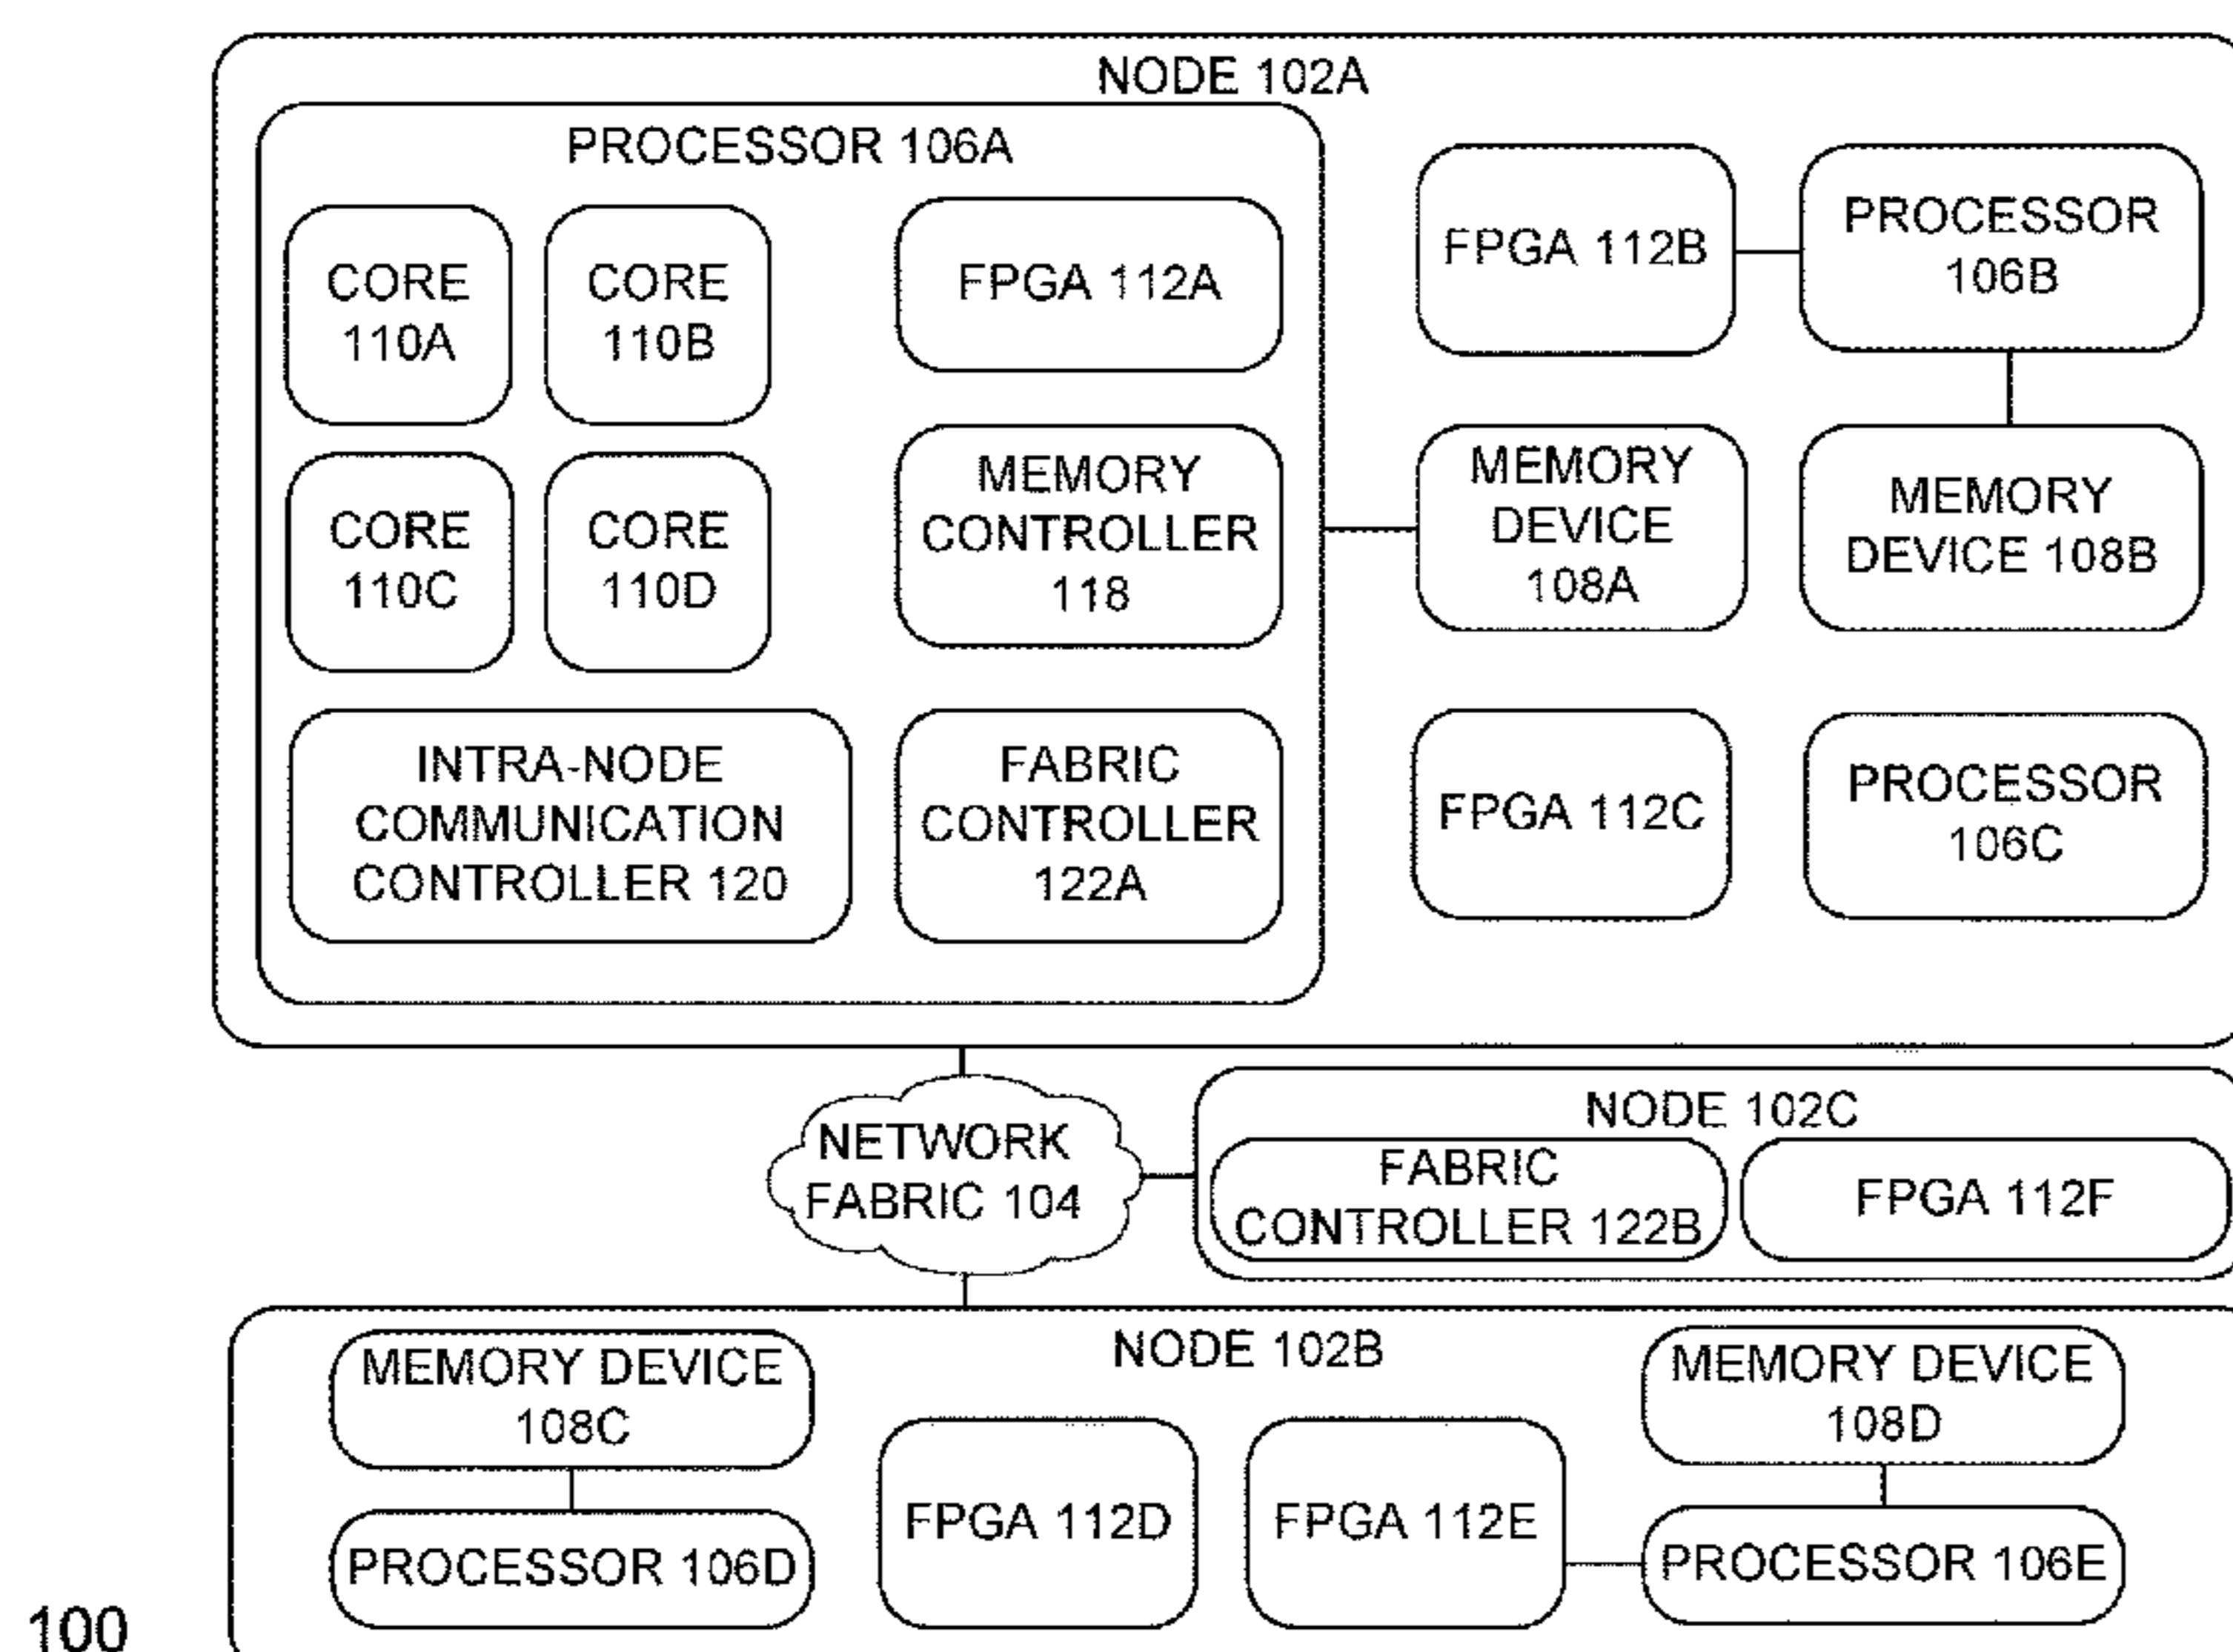 NODE 102A
PROCESSOR 106A
CORE
110A
CORE
110B
FPGA 112A
CORE
110C
CORE
110D
MEMORY
CONTROLLER
118
INTRA-NODE
COMMUNICATION
CONTROLLER 120
FABRIC
CONTROLLER
122A
FPGA 112B
PROCESSOR
106B
MEMORY
DEVICE
108A
MEMORY
DEVICE 108B
FPGA 112C
PROCESSOR
106C
NETWORK
FABRIC 104
NODE 102C
FABRIC
CONTROLLER 122B
FPGA 112F
NODE 102B
MEMORY DEVICE
108C
PROCESSOR 106D
FPGA 112D
FPGA 112E
MEMORY DEVICE
108D
PROCESSOR 106E
100